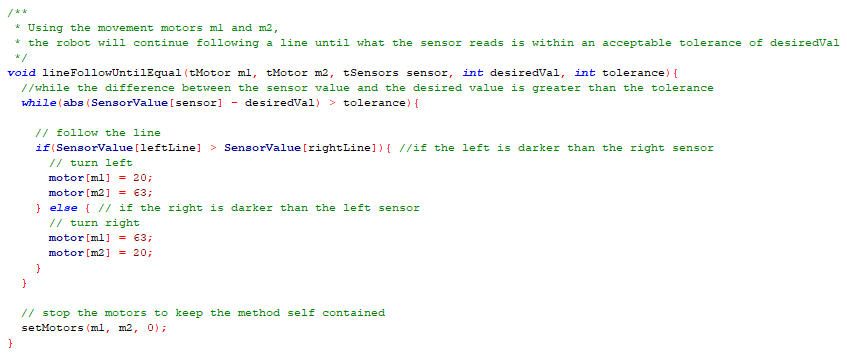 /**
 * Using the movement motors m1 and m2,
 * the robot will continue following a line until what the sensor reads is within an acceptable tolerance of desiredVal
 */
void lineFollowUntilEqual(tMotor m1, tMotor m2, tSensors sensor, int desiredVal, int tolerance){
  //while the difference between the sensor value and the desired value is greater than the tolerance
  while(abs(SensorValue[sensor] - desiredVal) > tolerance){

    // follow the line
    if(SensorValue[leftLine] > SensorValue[rightLine]){ //if the left is darker than the right sensor
      // turn left
      motor[m1] = 20;
      motor[m2] = 63;
    } else { // if the right is darker than the left sensor
      // turn right
      motor[m1] = 63;
      motor[m2] = 20;
    }
  }

  // stop the motors to keep the method self contained
  setMotors(m1, m2, 0);
}